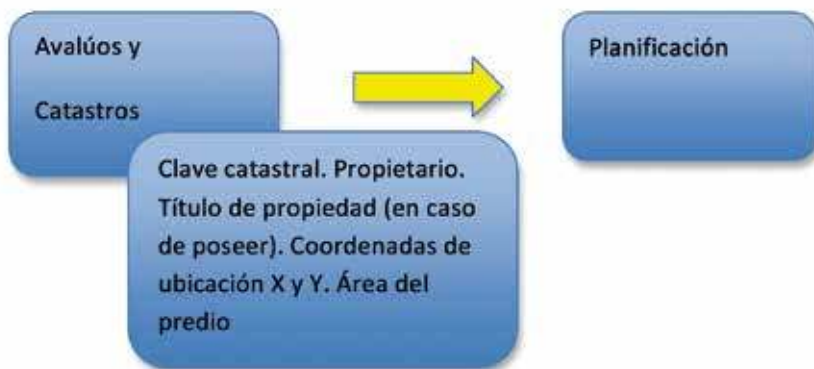 Avalúos y
Catastros
Planificación
Clave catastral. Propietario.
Título de propiedad (en caso
de poseer). Coordenadas de
ubicación X y Y. Área del
predio